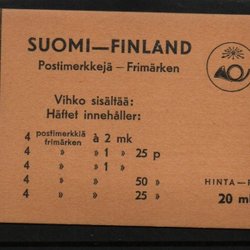 SUOMI—FINLAND
Postimerkkejä – Frimärken
Vihko sisältää:
Häftet innehåller:
4 postimerkkiä frimärken à 2 mk
4 » » 1 » 25 p
4 » » 1 »
4 » » 50 »
4 » » 25 »
HINTA—P
20 m